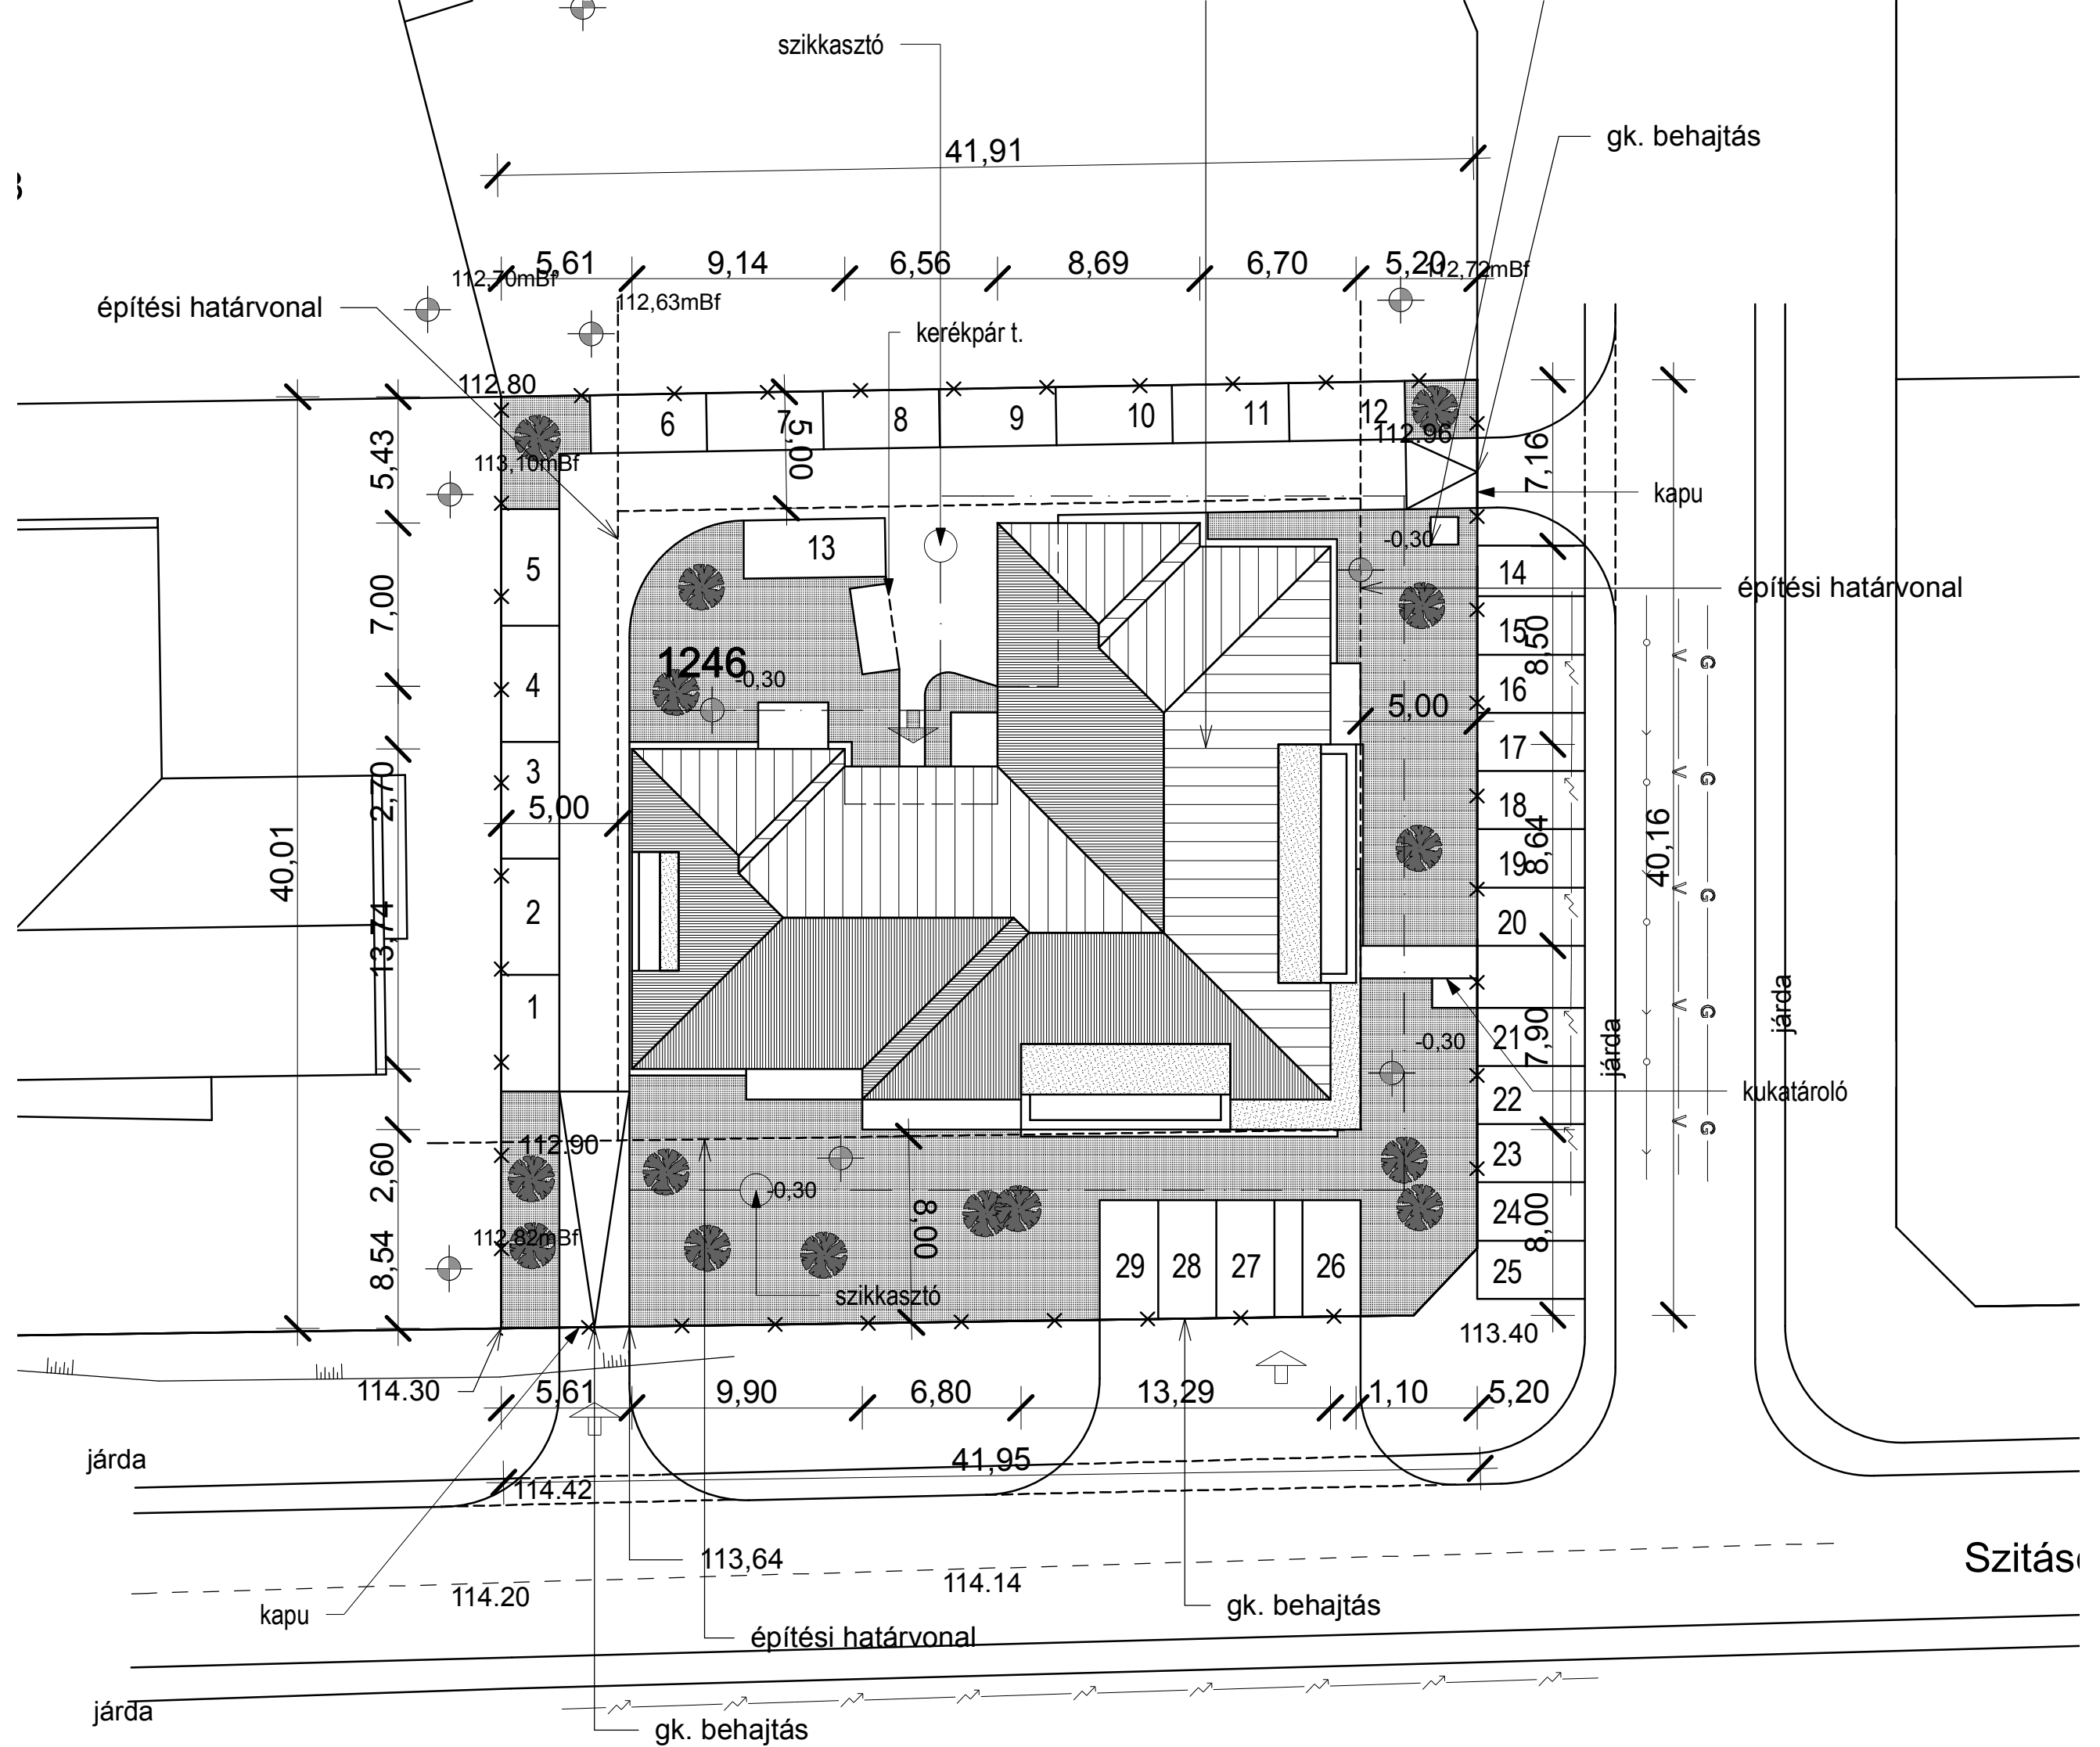 szikkasztó
gk. behajtás
41,91
5,61
9,14
6,56
8,69
6,70
5,20
112,70mBf
112,72mBf
112,63mBf
építési határvonal
kerékpár t.
112.80
6
7
8
9
10
11
12
112.96
5,00
5,43
113,10mBf
7,16
kapu
13
-0,30
5
14
építési határvonal
7,00
15
8,50
1246
-0,30
4
16
V
G
5,00
3
17
2,70
5,00
18
V
G
40,01
8,64
40,16
19
2
20
V
G
13,74
1
járda
járda
21
7,90
-0,30
V
G
22
kukatároló
112.90
23
V
G
2,60
-0,30
24
8,00
8,00
112,82mBf
8,54
29
28
27
26
25
szikkasztó
113.40
114.30
5,61
9,90
6,80
13,29
1,10
5,20
járda
41,95
114.42
113,64
114.14
114.20
kapu
gk. behajtás
építési határvonal
járda
gk. behajtás